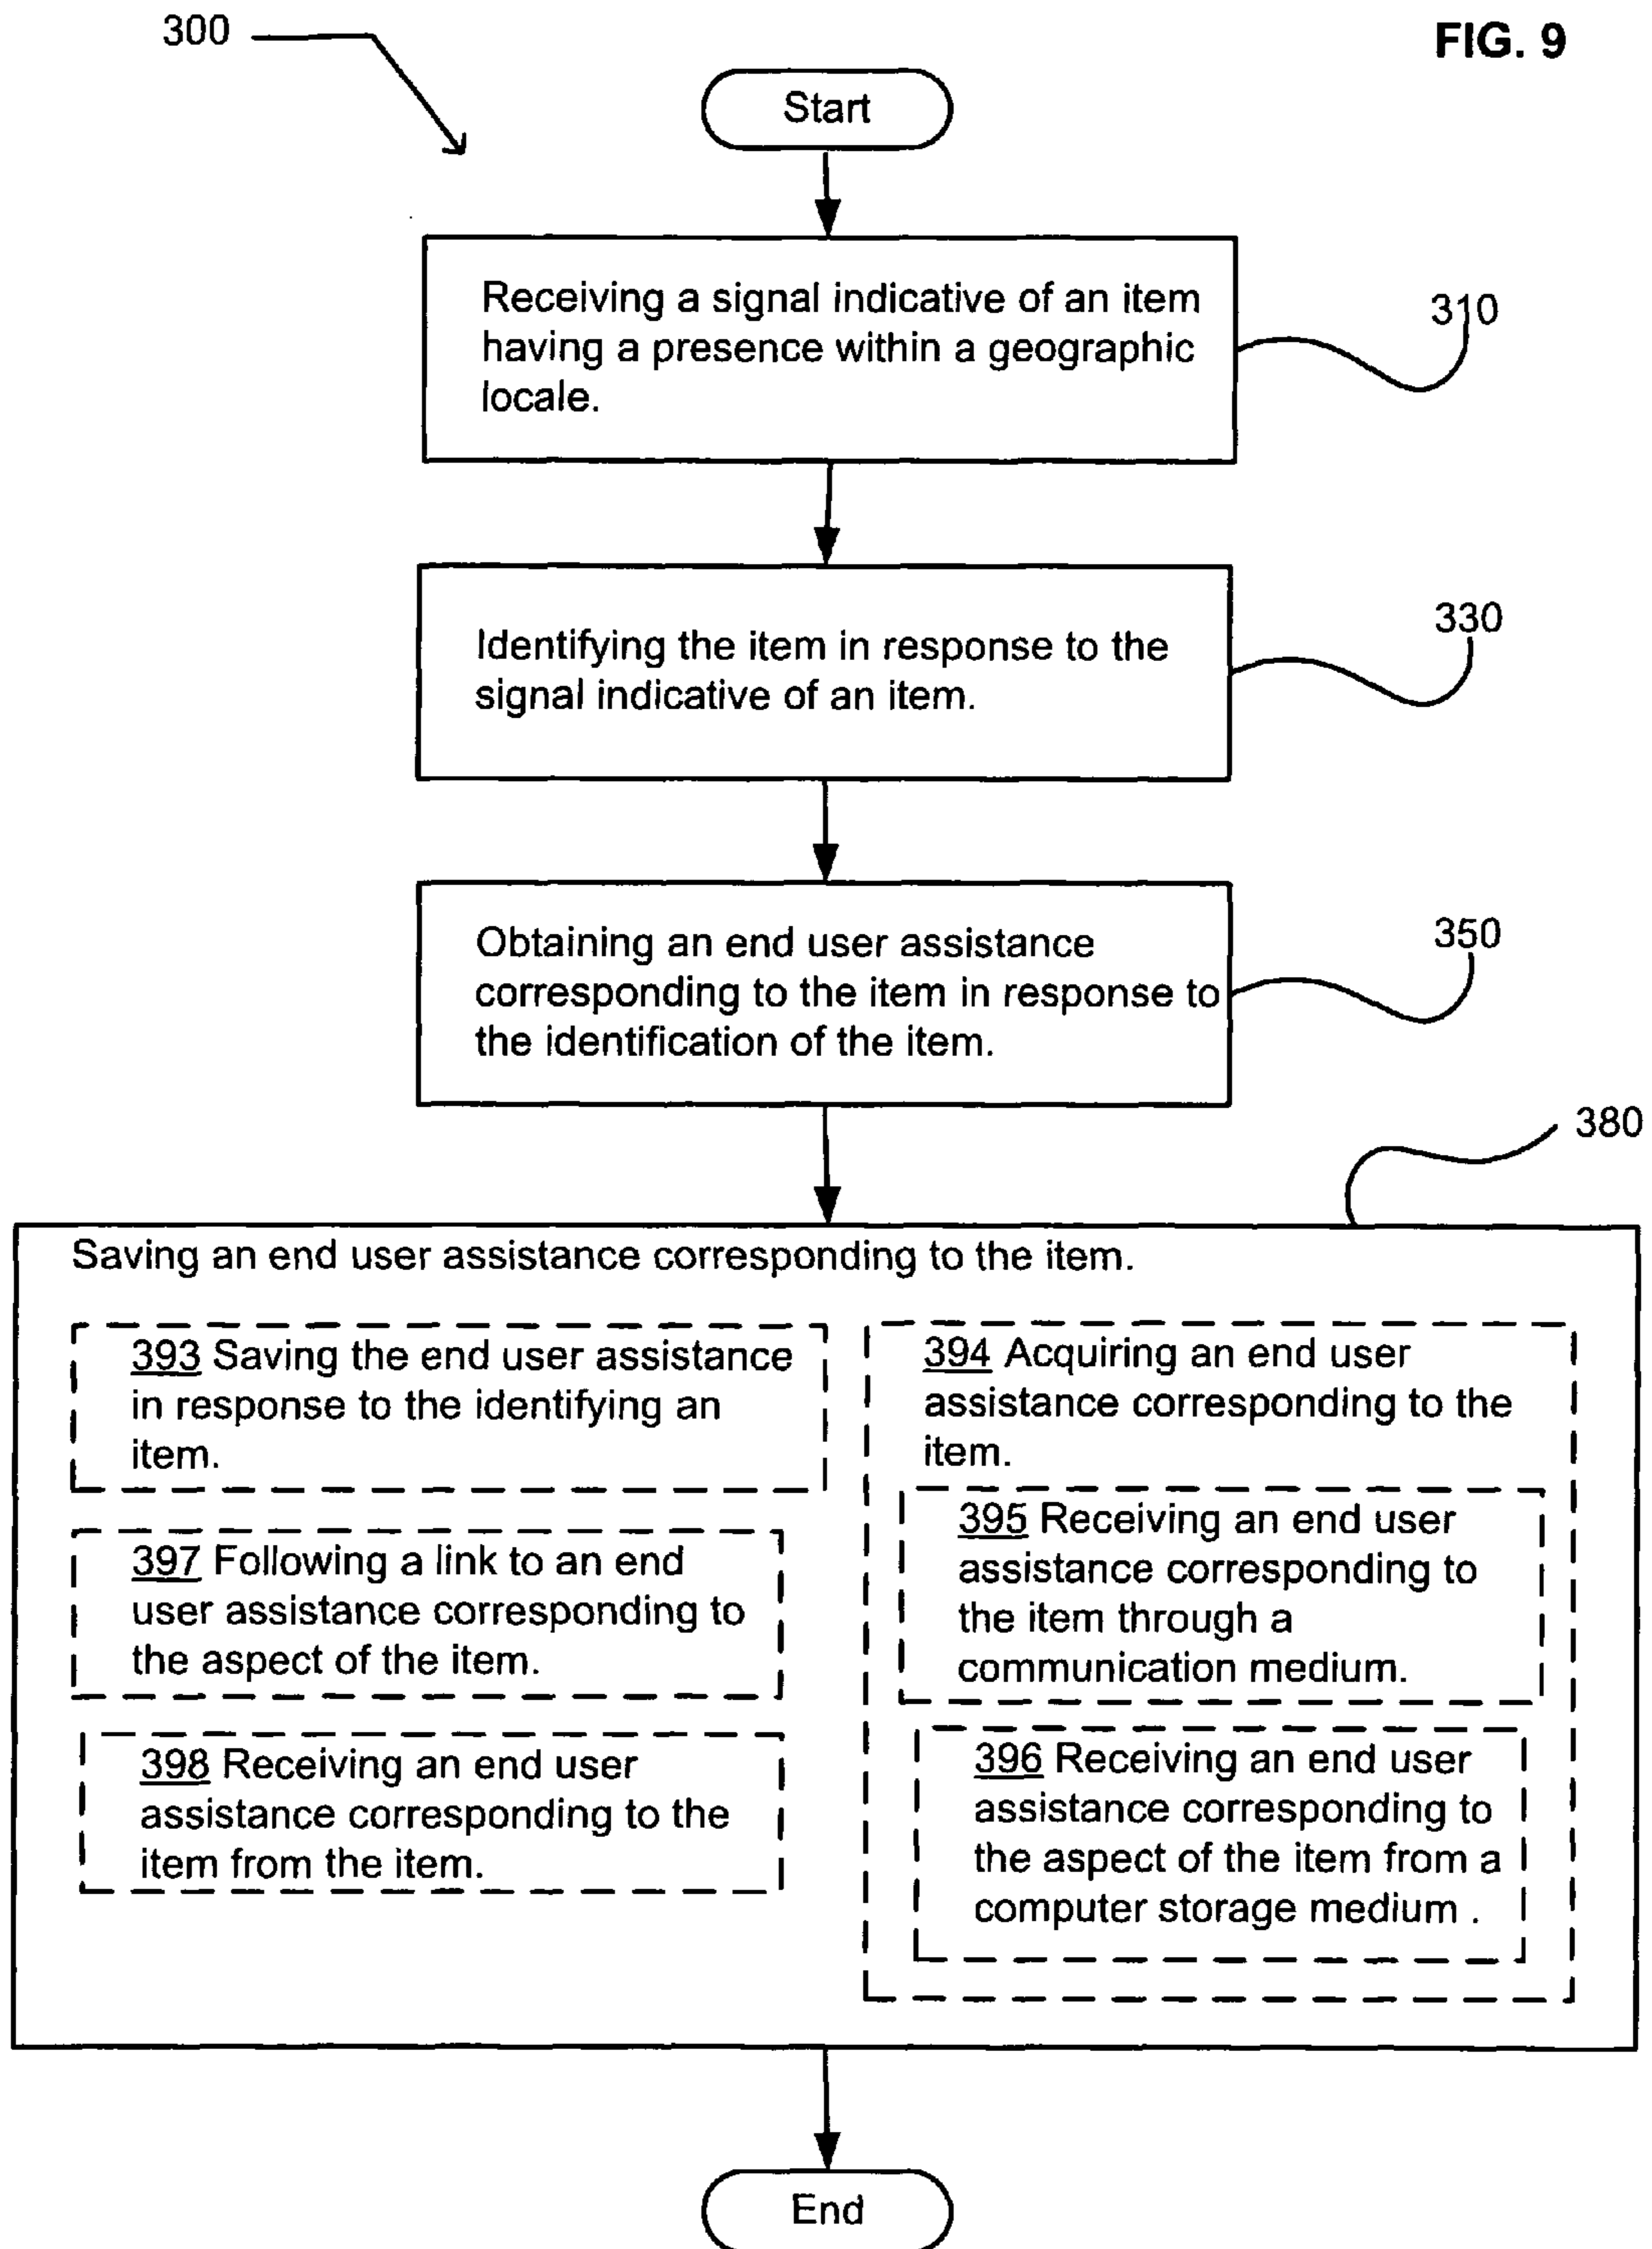 300
FIG. 9
Start
Receiving a signal indicative of an item
having a presence within a geographic
locale.
310
Identifying the item in response to the
signal indicative of an item.
330
Obtaining an end user assistance
corresponding to the item in response to
the identification of the item.
350
380
Saving an end user assistance corresponding to the item.
393 Saving the end user assistance
in response to the identifying an
item.
397 Following a link to an end
user assistance corresponding to
the aspect of the item.
398 Receiving an end user
assistance corresponding to the
item from the item.
394 Acquiring an end user
assistance corresponding to the
item.
395 Receiving an end user
assistance corresponding to
the item through a
communication medium.
396 Receiving an end user
assistance corresponding to
the aspect of the item from a
computer storage medium .
End